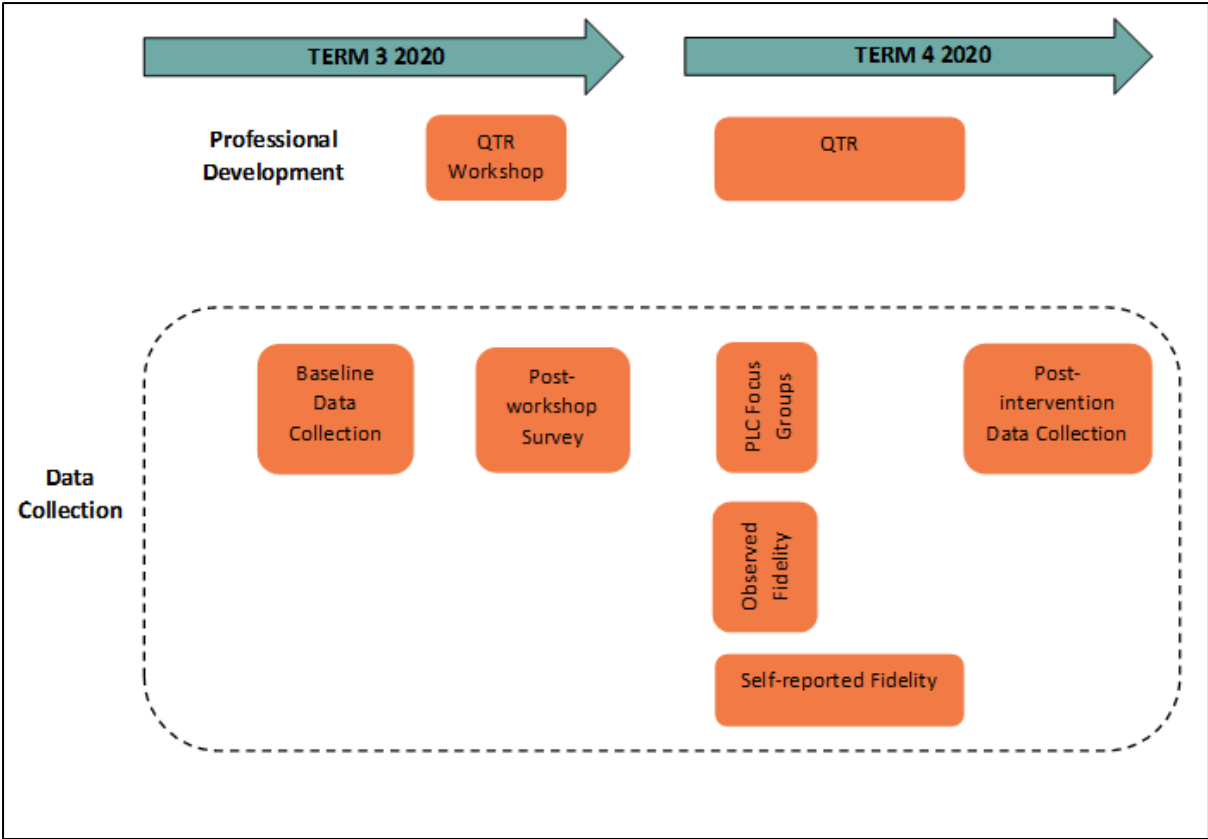 TERM 3 2020
TERM 4 2020
Professional
Development
QTR
Workshop
QTR
Data
Collection
Baseline
Data
Collection
Post-
workshop
Survey
PLC Focus
Groups
Post-
intervention
Data Collection
Observed
Fidelity
Self-reported Fidelity